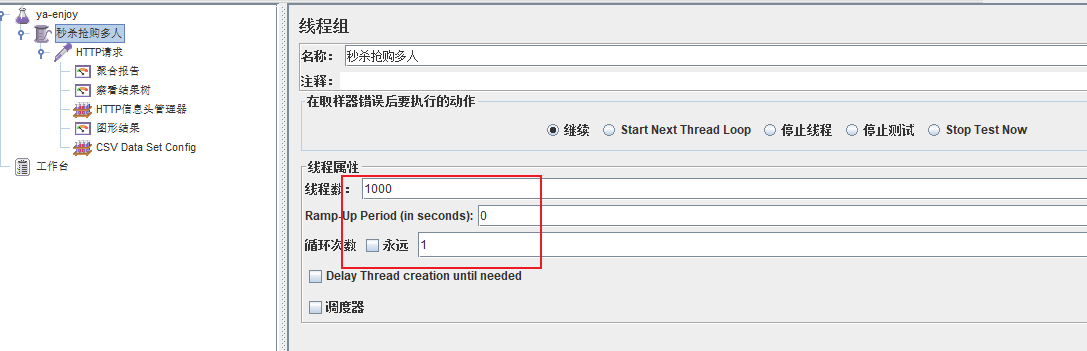 ya-enjoy
秒杀抢购多人
HTTP请求
聚合报告
察看结果树
HTTP信息头管理器
图形结果
CSV Data Set Config
工作台
线程组
名称： 秒杀抢购多人
注释：
在取样器错误后要执行的动作
继续 Start Next Thread Loop 停止线程 停止测试 Stop Test Now
线程属性
线程数： 1000
Ramp-Up Period (in seconds): 0
循环次数 永远 1
Delay Thread creation until needed
调度器